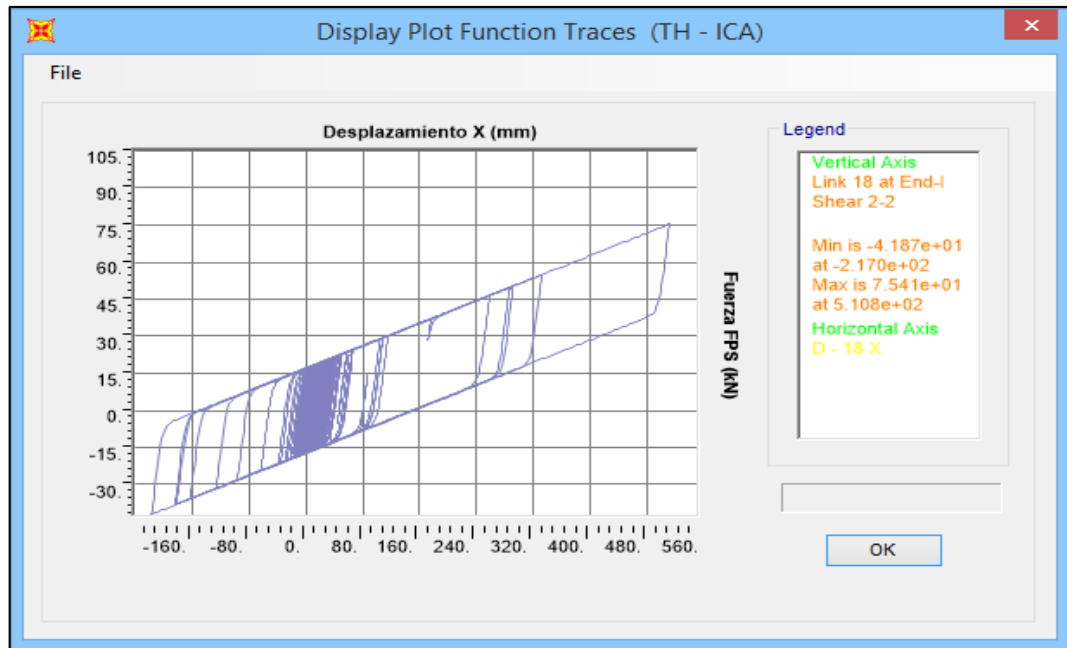 Display Plot Function Traces (TH - ICA)
File
Desplazamiento X (mm)
105.
90.
75.
60.
45.
30.
15.
0.
-15.
-30.
-160. -80. 0. 80. 160. 240. 320. 400. 480. 560.
Fuerza FPS (kN)
Legend
Vertical Axis
Link 18 at End-I
Shear 2-2
Min is -4.187e+01
at -2.170e+02
Max is 7.541e+01
at 5.108e+02
Horizontal Axis
D - 18 X
OK